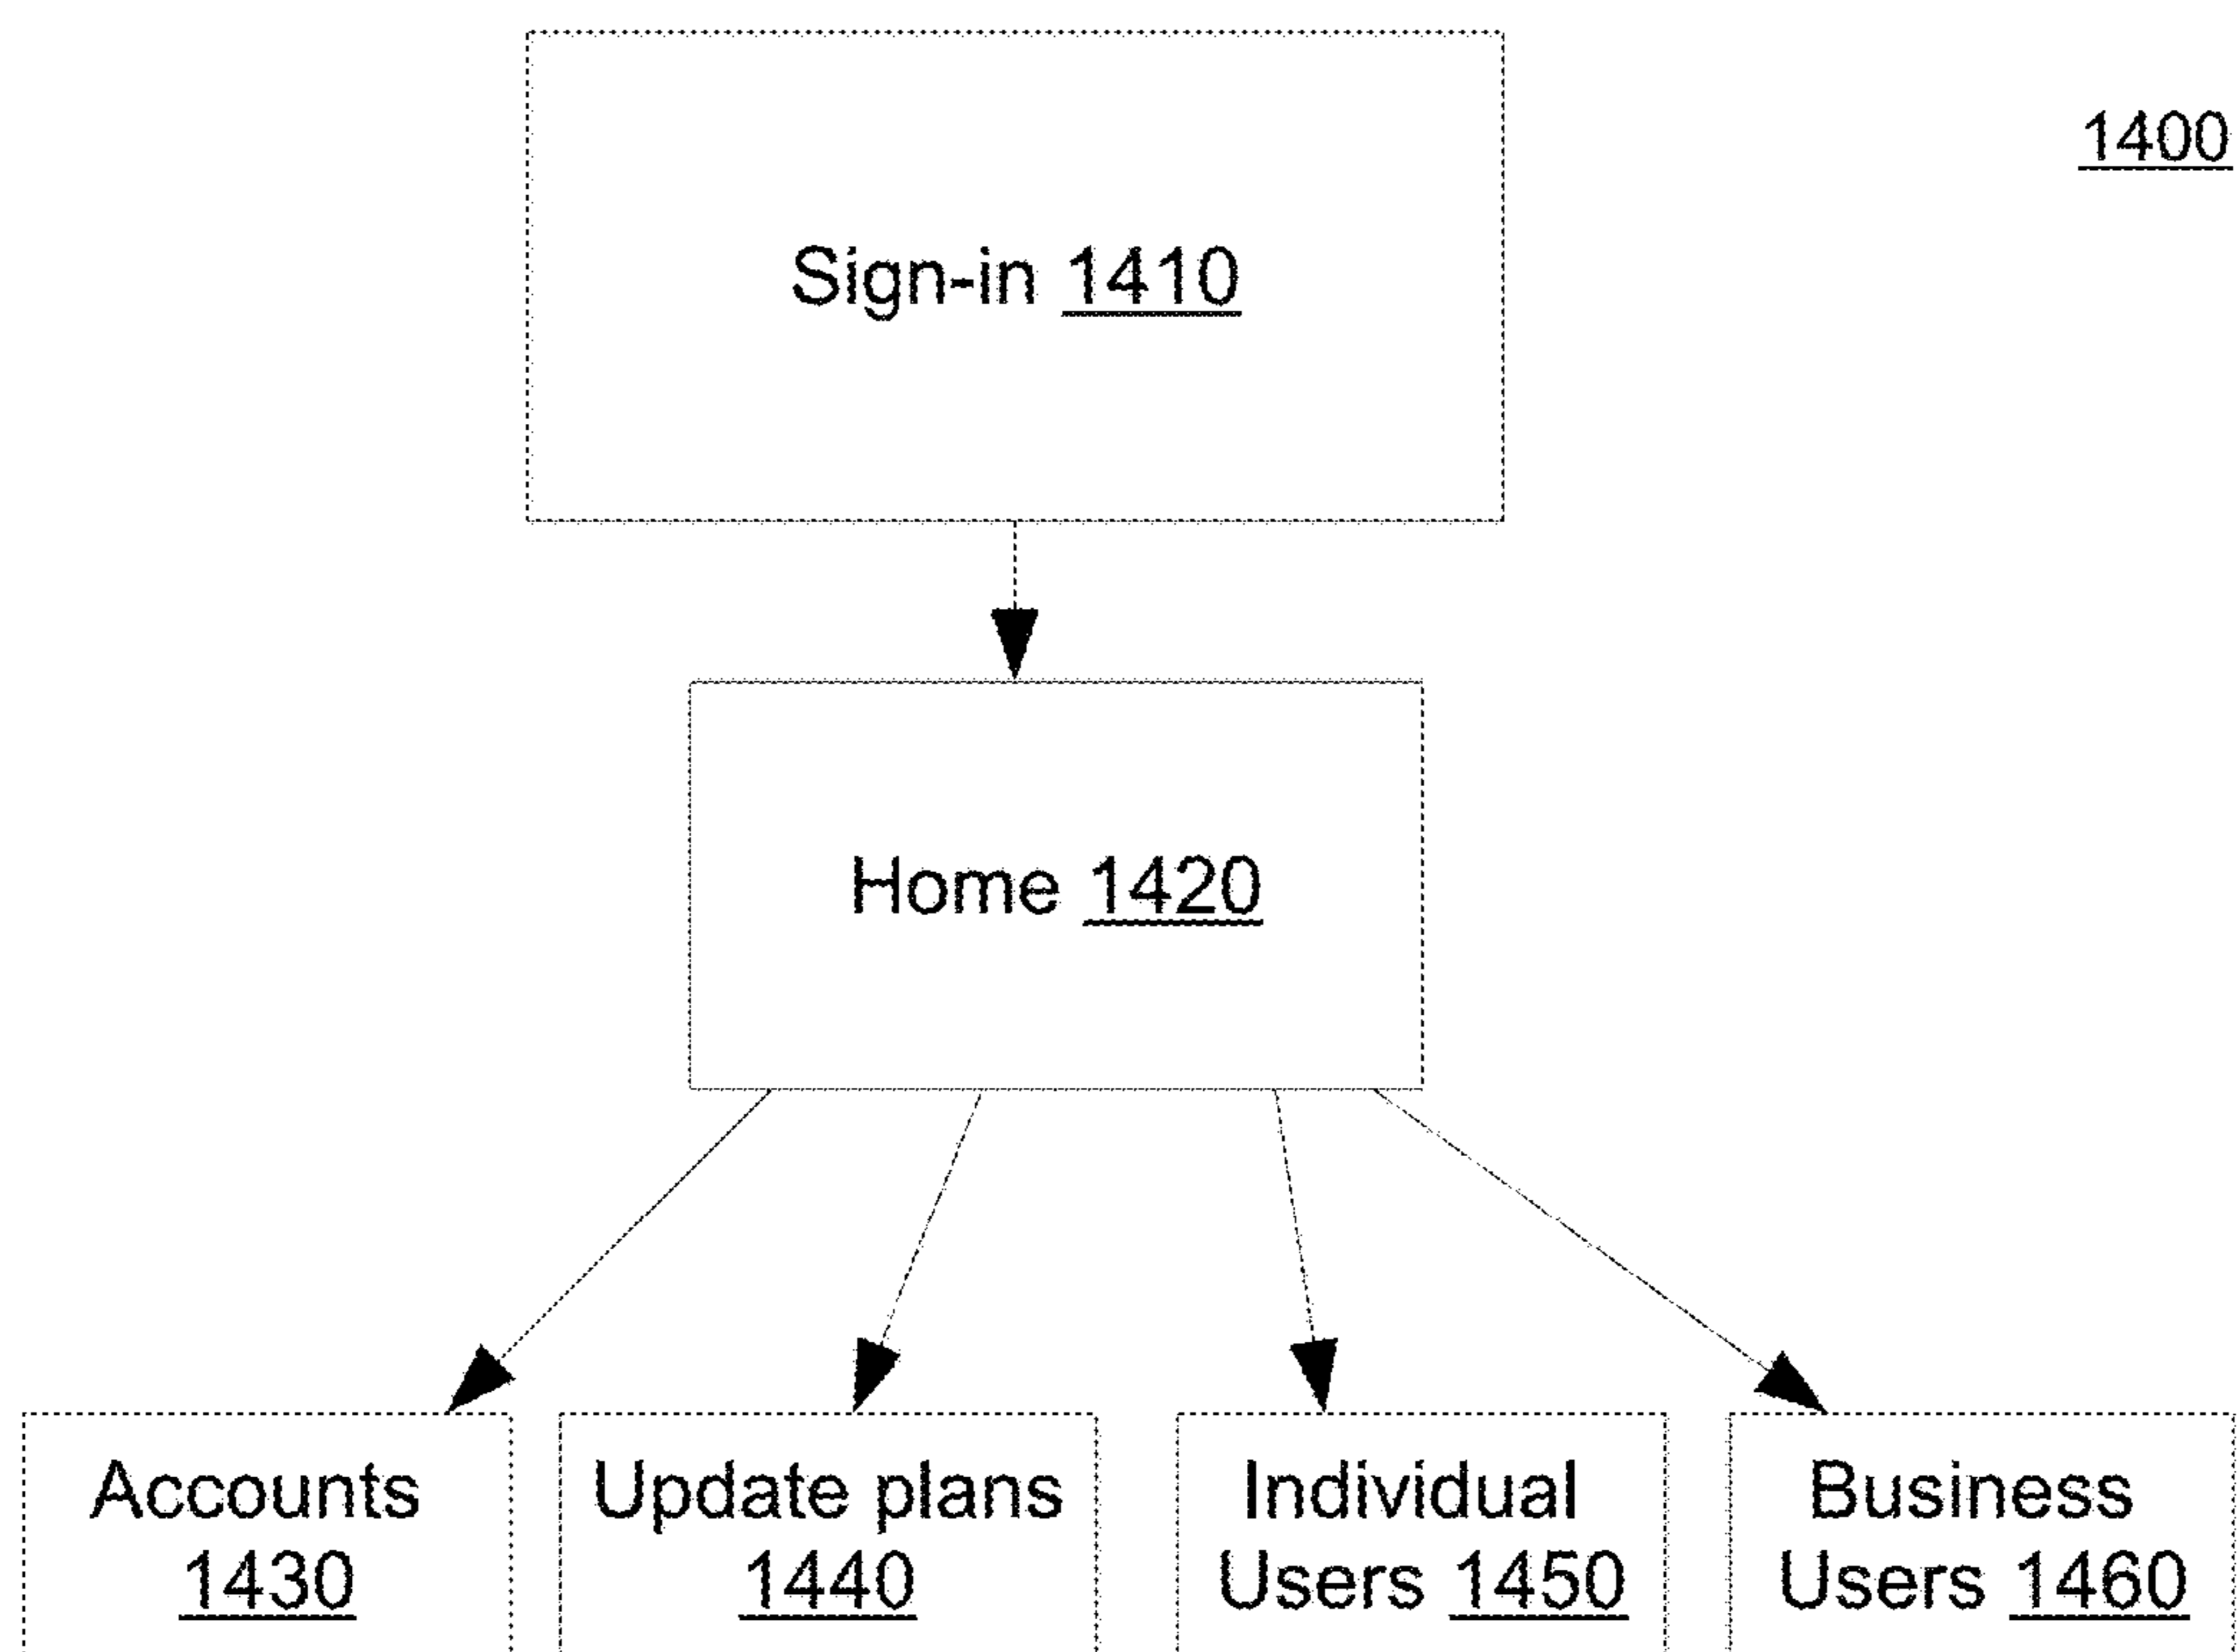 1400
Sign-in 1410
Home 1420
Accounts
1430
Update plans
1440
Individual
Users 1450
Business
Users 1460